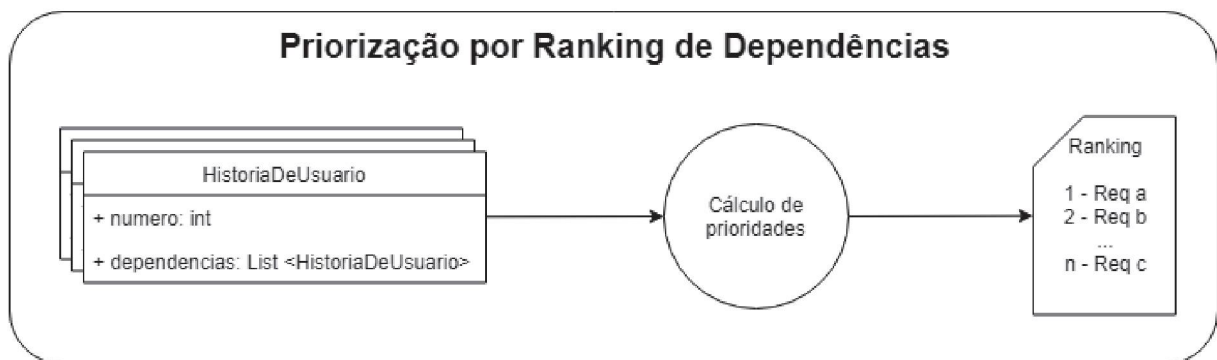 Priorização por Ranking de Dependências
HistoriaDeUsuario
+ numero: int
+ dependencias: List <HistoriaDeUsuario>
Cálculo de
prioridades
Ranking
1 - Req a
2 - Req b
...
n - Req c